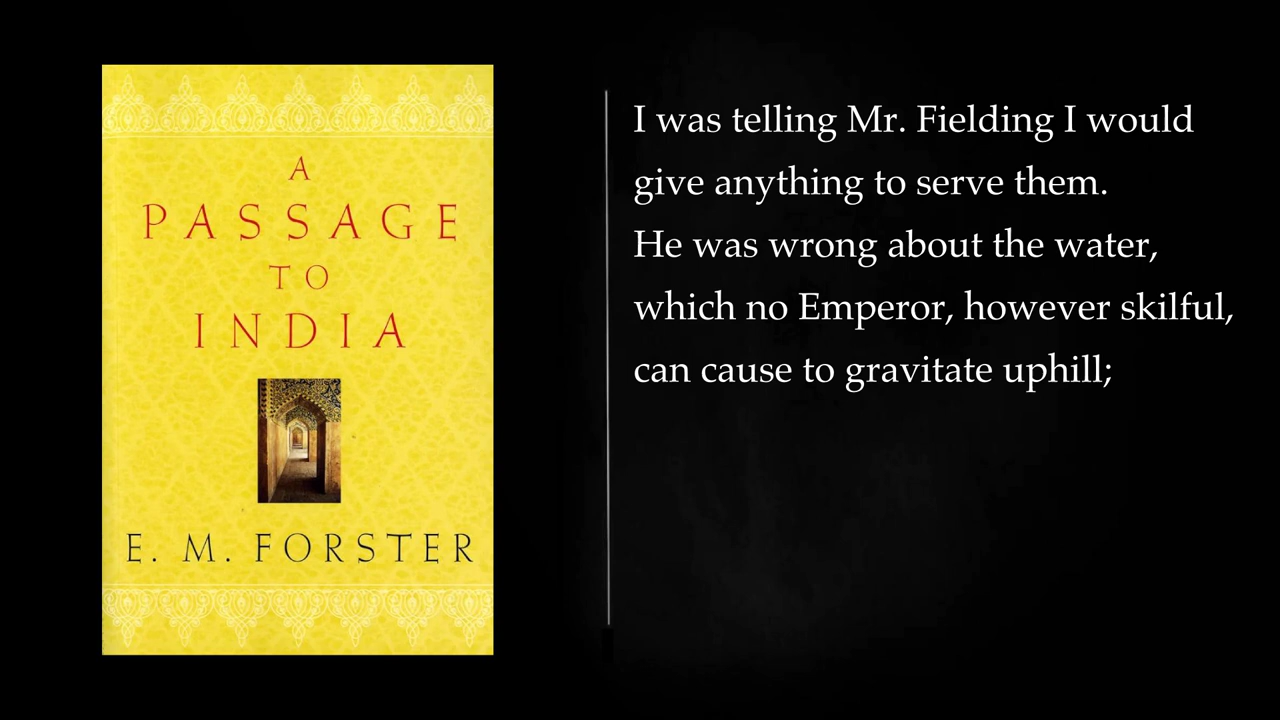 A
PASSAGE
TO
INDIA
E. M. FORSTER
I was telling Mr. Fielding I would
give anything to serve them.
He was wrong about the water,
which no Emperor, however skilful,
can cause to gravitate uphill;